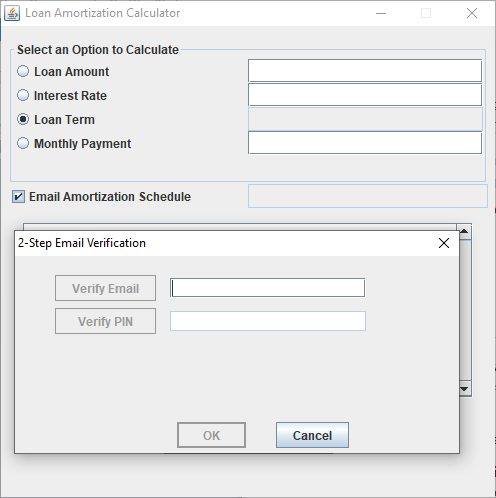 Loan Amortization Calculator
Select an Option to Calculate
Loan Amount
Interest Rate
Loan Term
Monthly Payment
Email Amortization Schedule
2-Step Email Verification
Verify Email
Verify PIN
OK
Cancel